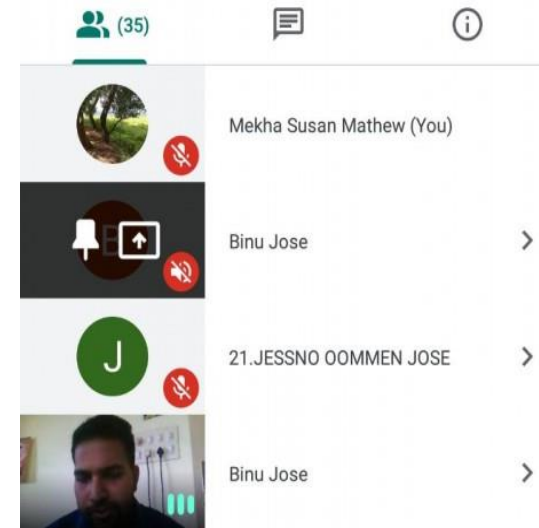 (35)
Mekha Susan Mathew (You)
B
Binu Jose
J
21.JESSNO OOMMEN JOSE
Binu Jose